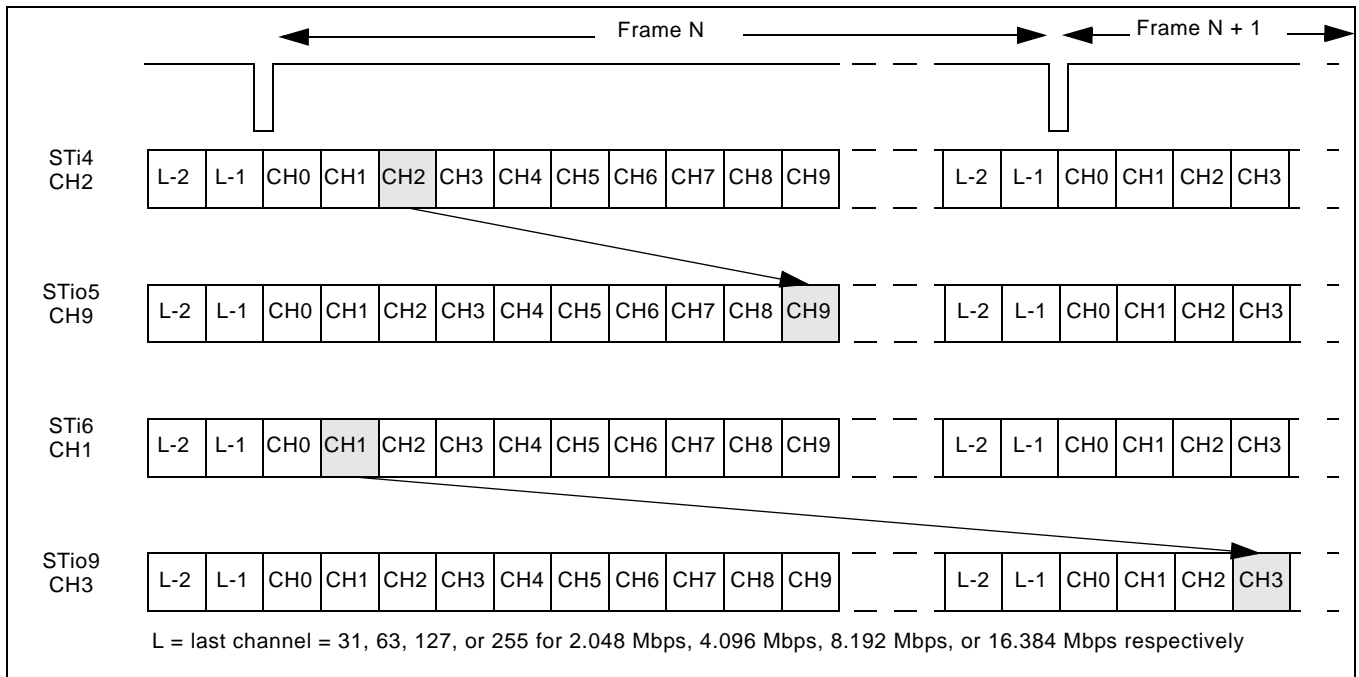 Frame N
Frame N + 1
STi4
CH2
L-2 L-1 CH0 CH1 CH2 CH3 CH4 CH5 CH6 CH7 CH8 CH9 L-2 L-1 CH0 CH1 CH2 CH3
STio5
CH9
L-2 L-1 CH0 CH1 CH2 CH3 CH4 CH5 CH6 CH7 CH8 CH9 L-2 L-1 CH0 CH1 CH2 CH3
STi6
CH1
L-2 L-1 CH0 CH1 CH2 CH3 CH4 CH5 CH6 CH7 CH8 CH9 L-2 L-1 CH0 CH1 CH2 CH3
STio9
CH3
L-2 L-1 CH0 CH1 CH2 CH3 CH4 CH5 CH6 CH7 CH8 CH9 L-2 L-1 CH0 CH1 CH2 CH3
L = last channel = 31, 63, 127, or 255 for 2.048 Mbps, 4.096 Mbps, 8.192 Mbps, or 16.384 Mbps respectively